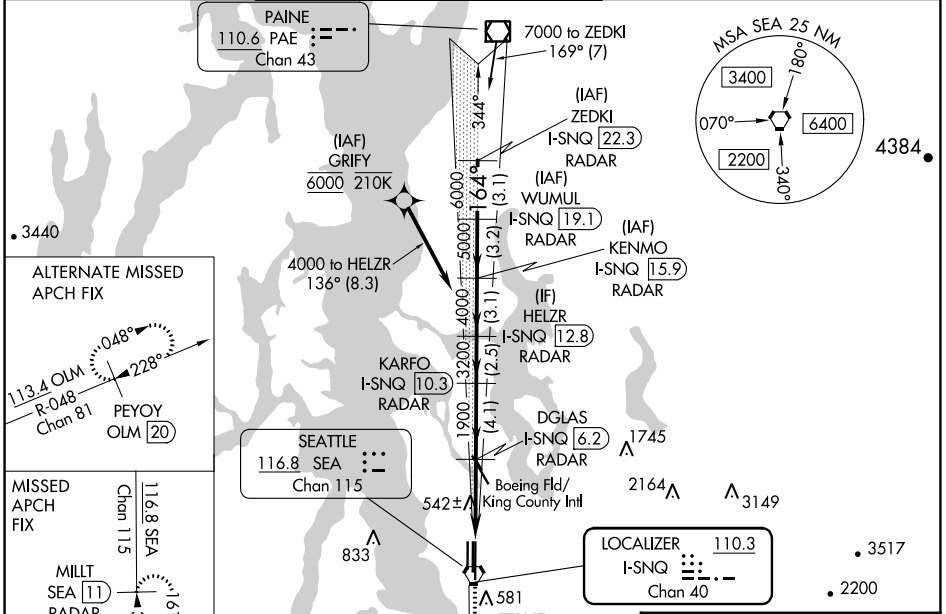 PAINE
110.6 PAE
Chan 43
7000 to ZEDKI
169° (7)
MSA SEA 25 NM
180°
3400
070°
6400
2200
340°
4384
344°
(IAF)
ZEDKI
I-SNQ 22.3
RADAR
(IAF)
GRIFY
6000 210K
6000
164°
(3.1)
(IAF)
WUMUL
I-SNQ 19.1
RADAR
3440
5000
(3.2)
(IAF)
KENMO
I-SNQ 15.9
RADAR
4000 to HELZR
136° (8.3)
4000
(3.1)
(IF)
HELZR
I-SNQ 12.8
RADAR
ALTERNATE MISSED
APCH FIX
048°
228°
113.4 OLM
R-048
Chan 81
PEYOY
OLM 20
3200
(2.5)
KARFO
I-SNQ 10.3
RADAR
1900
(4.1)
DGLAS
I-SNQ 6.2
RADAR
1745
SEATTLE
116.8 SEA
Chan 115
Boeing Fld/
King County Intl
542±
2164
3149
833
MISSED
APCH
FIX
116.8 SEA
Chan 115
MILLT
SEA 11
RADAR
LOCALIZER 110.3
I-SNQ
Chan 40
3517
2200
581